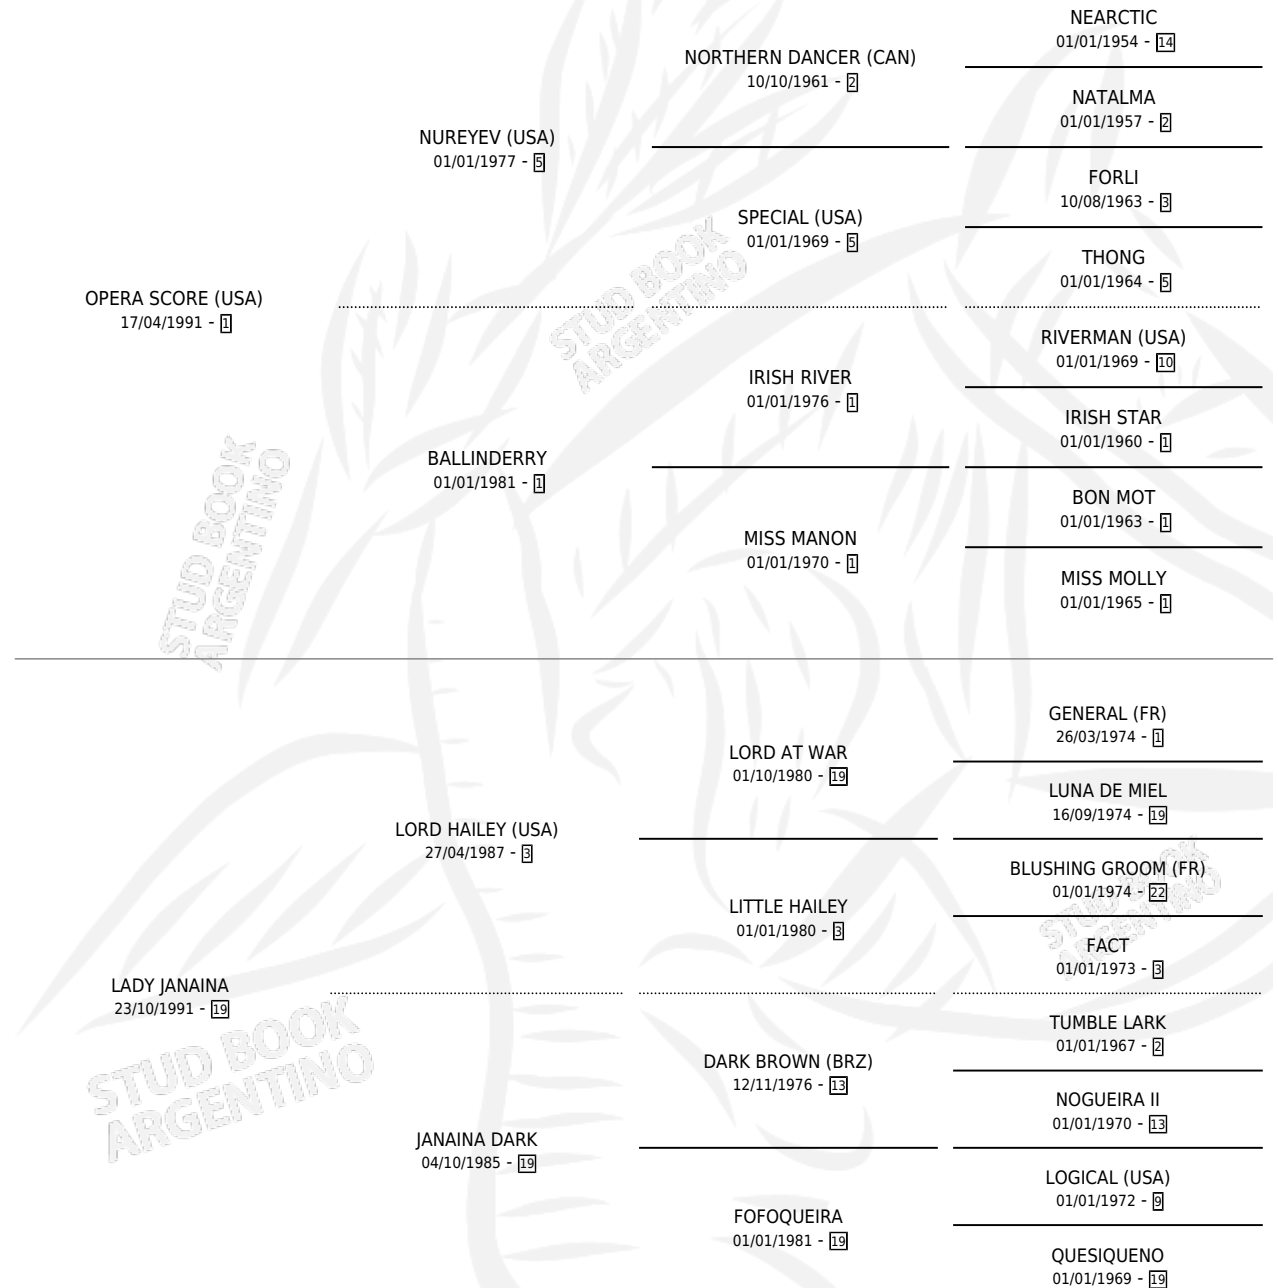 NEARCTIC
01/01/1954 - 14
NORTHERN DANCER (CAN)
10/10/1961 - 2
NATALMA
01/01/1957 - 2
NUREYEV (USA)
01/01/1977 - 5
FORLI
10/08/1963 - 3
SPECIAL (USA)
01/01/1969 - 5
THONG
01/01/1964 - 5
OPERA SCORE (USA)
17/04/1991 - 1
RIVERMAN (USA)
01/01/1969 - 10
IRISH RIVER
01/01/1976 - 1
IRISH STAR
01/01/1960 - 1
BALLINDERRY
01/01/1981 - 1
BON MOT
01/01/1963 - 1
MISS MANON
01/01/1970 - 1
MISS MOLLY
01/01/1965 - 1
STUD BOOK
ARGENTINO
STUD BOOK
ARGENTINO
GENERAL (FR)
26/03/1974 - 1
LORD AT WAR
01/10/1980 - 19
LUNA DE MIEL
16/09/1974 - 19
LORD HAILEY (USA)
27/04/1987 - 3
BLUSHING GROOM (FR)
01/01/1974 - 22
LITTLE HAILEY
01/01/1980 - 3
FACT
01/01/1973 - 3
LADY JANAINA
23/10/1991 - 19
TUMBLE LARK
01/01/1967 - 2
DARK BROWN (BRZ)
12/11/1976 - 13
NOGUEIRA II
01/01/1970 - 13
JANAINA DARK
04/10/1985 - 19
LOGICAL (USA)
01/01/1972 - 9
FOFOQUEIRA
01/01/1981 - 19
QUESIQUENO
01/01/1969 - 19
STUD BOOK
ARGENTINO
STUD BOOK
ARGENTINO